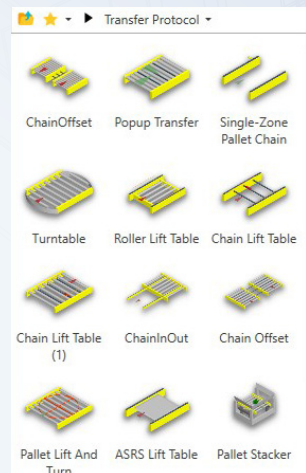 Transfer Protocol
ChainOffset
Popup Transfer
Single-Zone
Pallet Chain
Turntable
Roller Lift Table
Chain Lift Table
Chain Lift Table
(1)
ChainInOut
Chain Offset
Pallet Lift And
Turn
ASRS Lift Table
Pallet Stacker